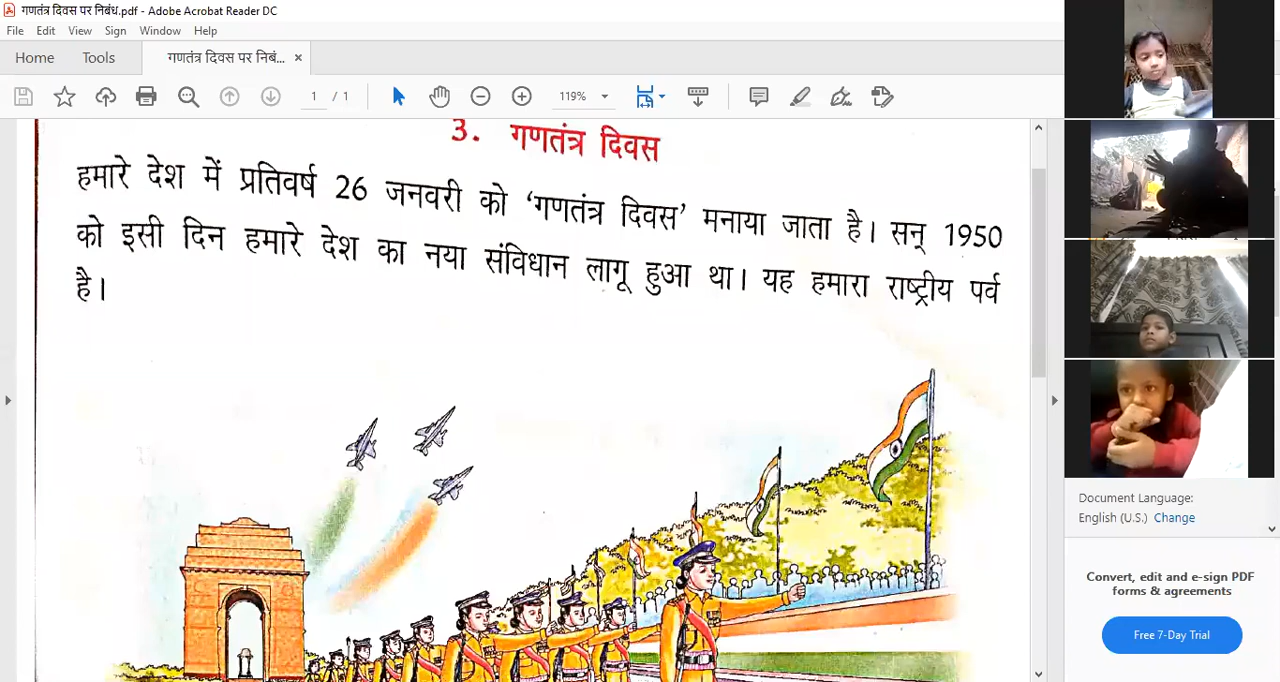 गणतंत्र दिवस पर निबंध.pdf - Adobe Acrobat Reader DC
File Edit View Sign Window Help
Home Tools गणतंत्र दिवस पर निबं... ×
1 / 1 119%
3. गणतंत्र दिवस
हमारे देश में प्रतिवर्ष 26 जनवरी को ‘गणतंत्र दिवस’ मनाया जाता है। सन् 1950
को इसी दिन हमारे देश का नया संविधान लागू हुआ था। यह हमारा राष्ट्रीय पर्व
है।
Document Language:
English (U.S.) Change
Convert, edit and e-sign PDF
forms & agreements
Free 7-Day Trial